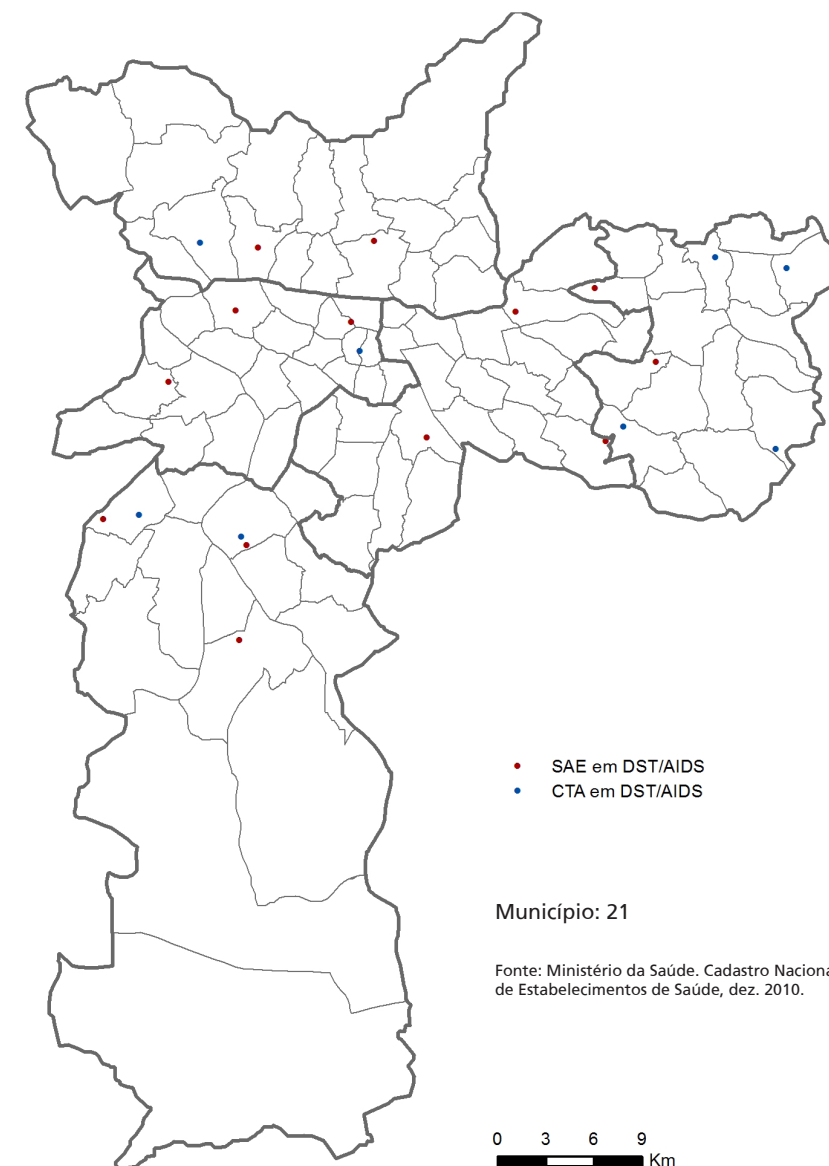 SAE em DST/AIDS
CTA em DST/AIDS
Município: 21
Fonte: Ministério da Saúde. Cadastro Naciona
de Estabelecimentos de Saúde, dez. 2010.
0 3 6 9
Km